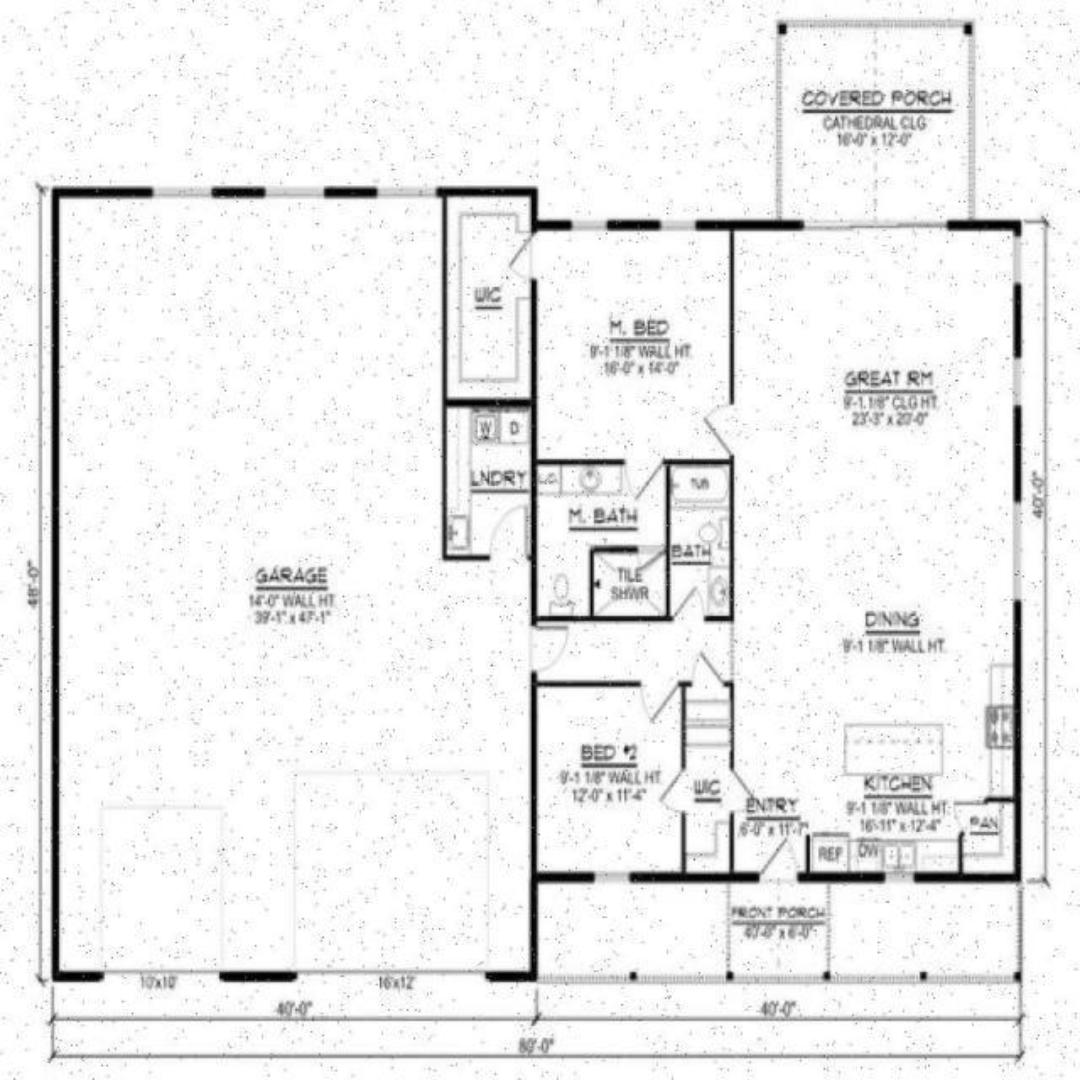 COVERED PORCH
CATHEDRAL CLG
16'-0" x 12'-0"
WIC
M. BED
9'-1 1/8" WALL HT.
16'-0" x 14'-0"
GREAT RM
9'-1 1/8" CLG HT.
23'-3" x 20'-0"
W
D
LNDRY
TUB
M. BATH
BATH
TILE
SHWR
GARAGE
14'-0" WALL HT.
39'-1" x 47'-1"
48'-0"
40'-0"
DINING
9'-1 1/8" WALL HT.
BED #2
9'-1 1/8" WALL HT.
12'-0" x 11'-4"
WIC
ENTRY
6'-0" x 11'-7"
KITCHEN
9'-1 1/8" WALL HT.
16'-11" x 12'-4"
PAN
REF
DW
FRONT PORCH
40'-0" x 6'-0"
10'x10'
16'x12'
40'-0"
40'-0"
80'-0"